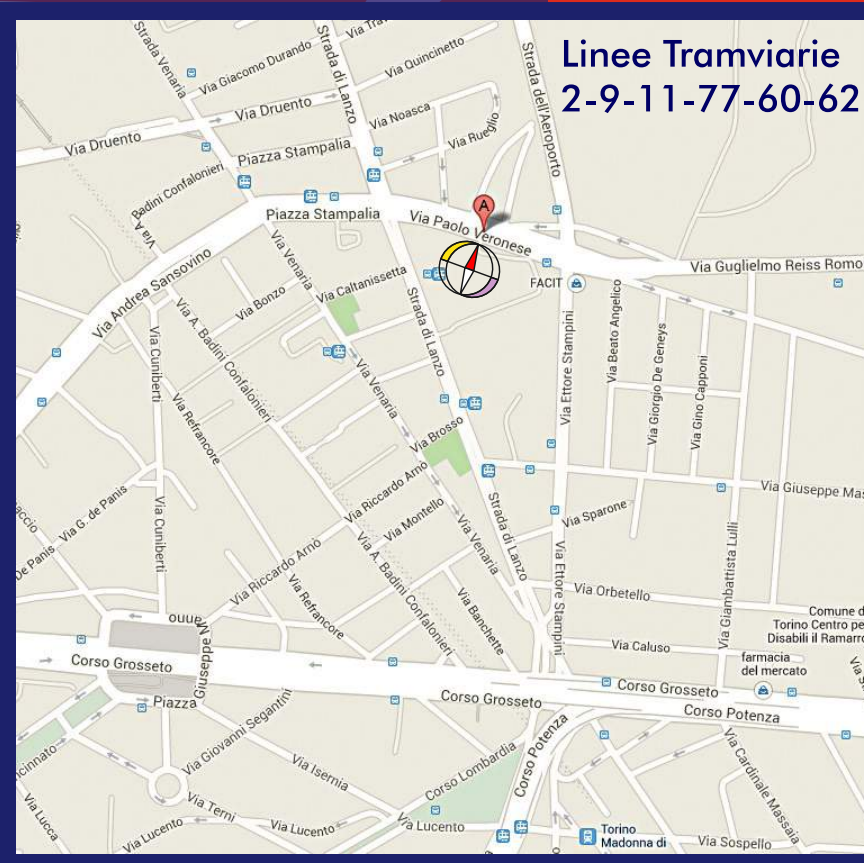 Linee Tramviarie
2-9-11-77-60-62
Strada Venaria
Via Giacomo Durando
Strada di Lanzo
Via Quincinetto
Strada dell'Aeroporto
Via Druento
Via Druento
Via Noasca
Via Rueglio
Piazza Stampalia
Badini Confalonieri
Via A.
Piazza Stampalia
A
Via Paolo Veronese
Via Guglielmo Reiss Romo
FACIT
Via Andrea Sansovino
Via Venaria
Via Caltanissetta
Via Bonzo
Strada di Lanzo
Via Cuniberti
Via A. Badini Confalonieri
Via Ettore Stampini
Via Beato Angelico
Via Giorgio De Geneys
Via Gino Capponi
Via Venaria
Via Refrancore
Via Brosso
Via Riccardo Arnò
Via Giuseppe Mas
Via G. de Panis
De Panis
Via Cuniberti
Via Montello
Via Venaria
Strada di Lanzo
Via Sparone
Via Riccardo Arnò
Via A. Badini Confalonieri
Via Refrancore
Via Banchette
Via Ettore Stampini
Via Orbetello
Via Giambattista Lulli
Comune d
Torino Centro pe
Disabili il Ramarro
Giuseppe Manno
Piazza
Corso Grosseto
Via Caluso
farmacia
del mercato
Corso Grosseto
Corso Grosseto
Corso Potenza
Via Giovanni Segantini
Via Isernia
Corso Lombardia
Corso Potenza
Via Cardinale Massaia
cinnato
Via Lucca
Via Terni
Via Lucento
Via Lucento
Via Lucento
Torino
Madonna di
Via Sospello